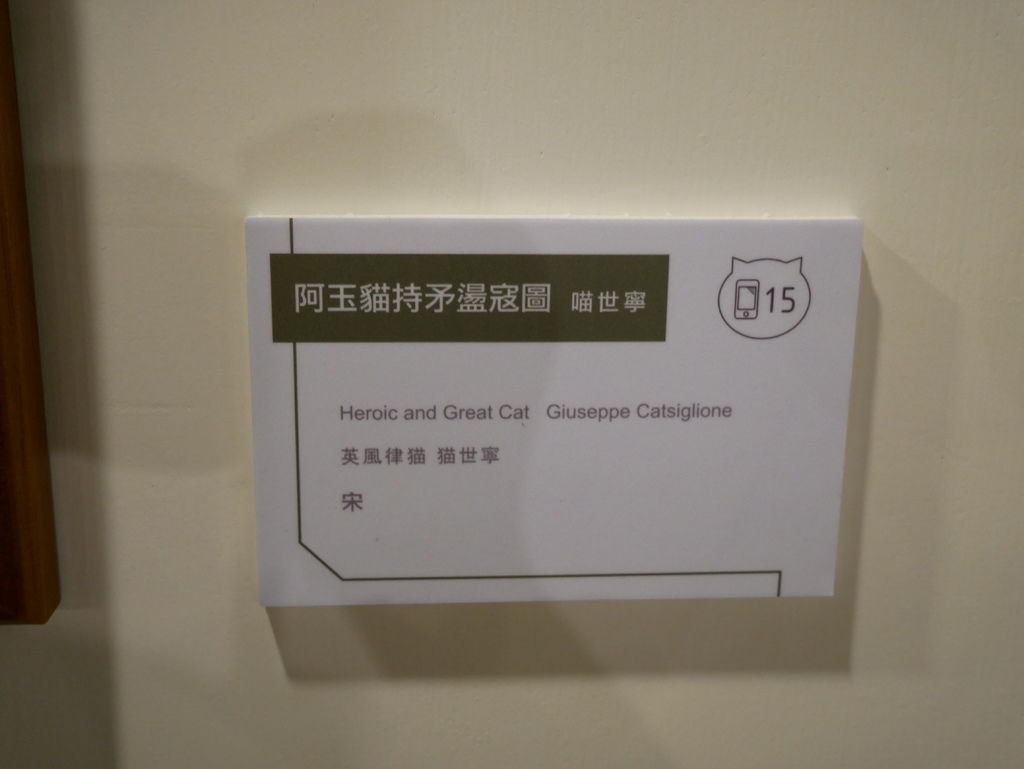 阿玉貓持矛盪寇圖 喵世寧
15
Heroic and Great Cat Giuseppe Catsiglione
英風律猫 猫世寧
宋